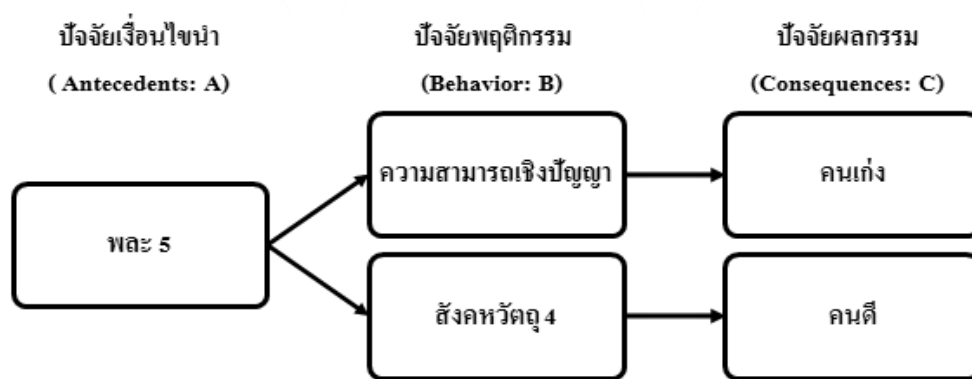 ปัจจัยเงื่อนไขนำ
( Antecedents: A)
ปัจจัยพฤติกรรม
(Behavior: B)
ปัจจัยผลกรรม
(Consequences: C)
พละ 5
ความสามารถเชิงปัญญา
คนเก่ง
สังคหวัตถุ 4
คนดี